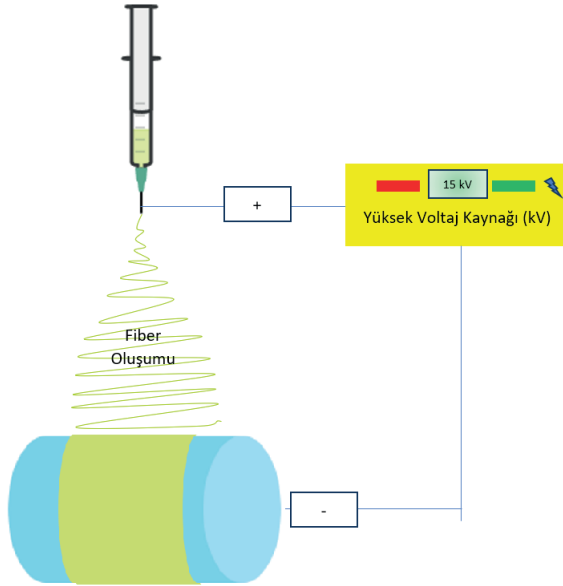 15 kV
+
Yüksek Voltaj Kaynağı (kV)
Fiber
Oluşumu
-